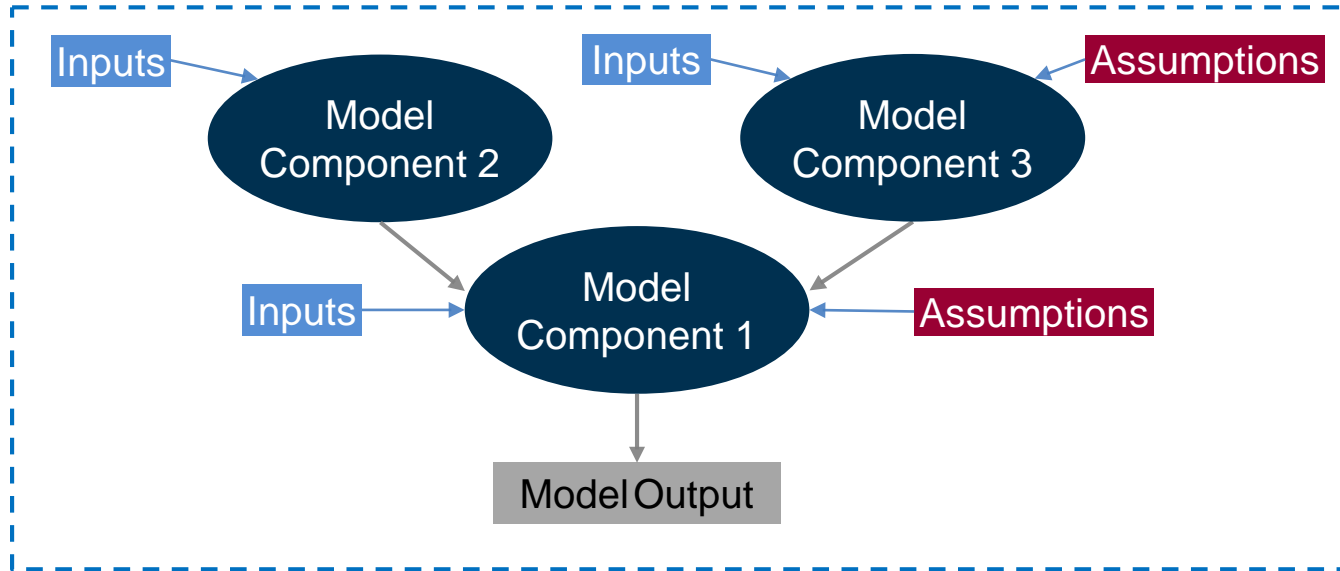 Inputs
Inputs
Assumptions
Model
Component 2
Model
Component 3
Inputs
Model
Component 1
Assumptions
Model Output